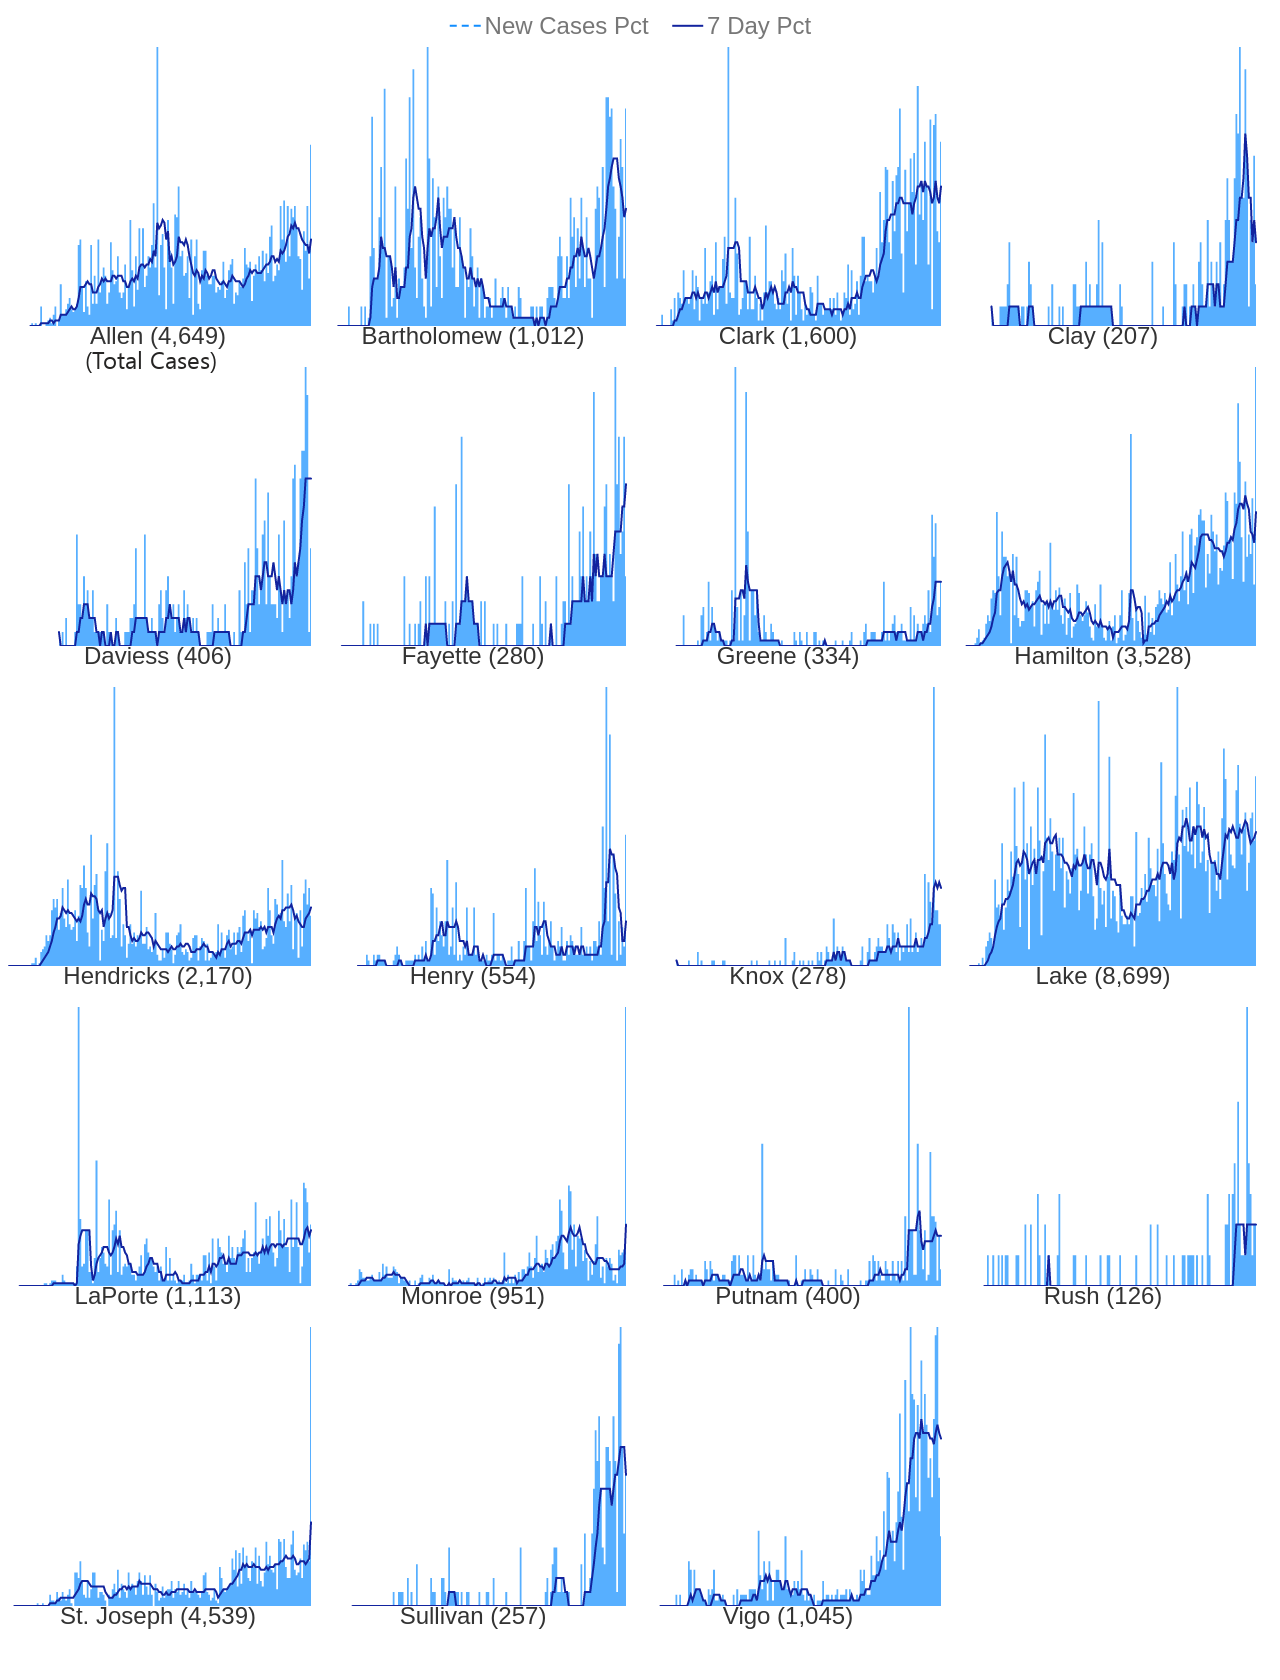 New Cases Pct 7 Day Pct
Allen (4,649) Bartholomew (1,012) Clark (1,600) Clay (207)
(Total Cases)
Daviess (406) Fayette (280) Greene (334) Hamilton (3,528)
Hendricks (2,170) Henry (554) Knox (278) Lake (8,699)
LaPorte (1,113) Monroe (951) Putnam (400) Rush (126)
St. Joseph (4,539) Sullivan (257) Vigo (1,045)